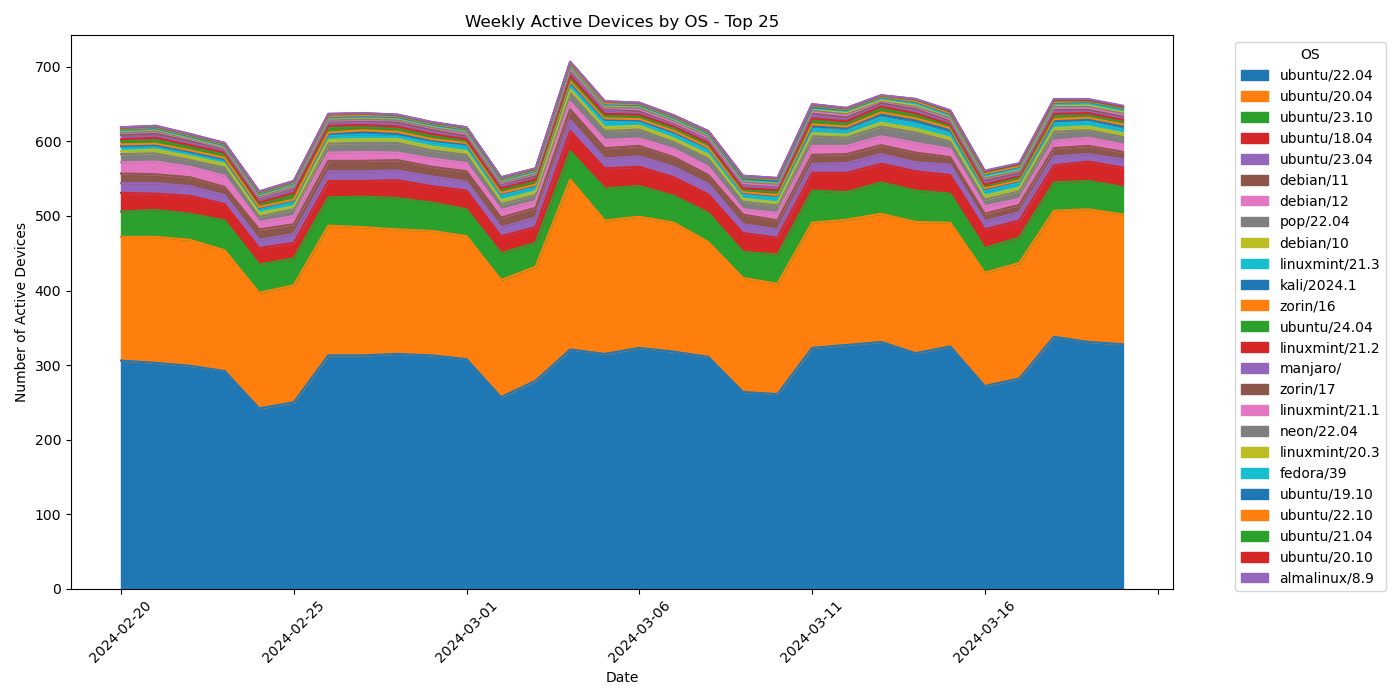 Weekly Active Devices by OS - Top 25
Number of Active Devices
700
600
500
400
300
200
100
0
2024-02-20
2024-02-25
2024-03-01
2024-03-06
2024-03-11
2024-03-16
Date
OS
ubuntu/22.04
ubuntu/20.04
ubuntu/23.10
ubuntu/18.04
ubuntu/23.04
debian/11
debian/12
pop/22.04
debian/10
linuxmint/21.3
kali/2024.1
zorin/16
ubuntu/24.04
linuxmint/21.2
manjaro/
zorin/17
linuxmint/21.1
neon/22.04
linuxmint/20.3
fedora/39
ubuntu/19.10
ubuntu/22.10
ubuntu/21.04
ubuntu/20.10
almalinux/8.9